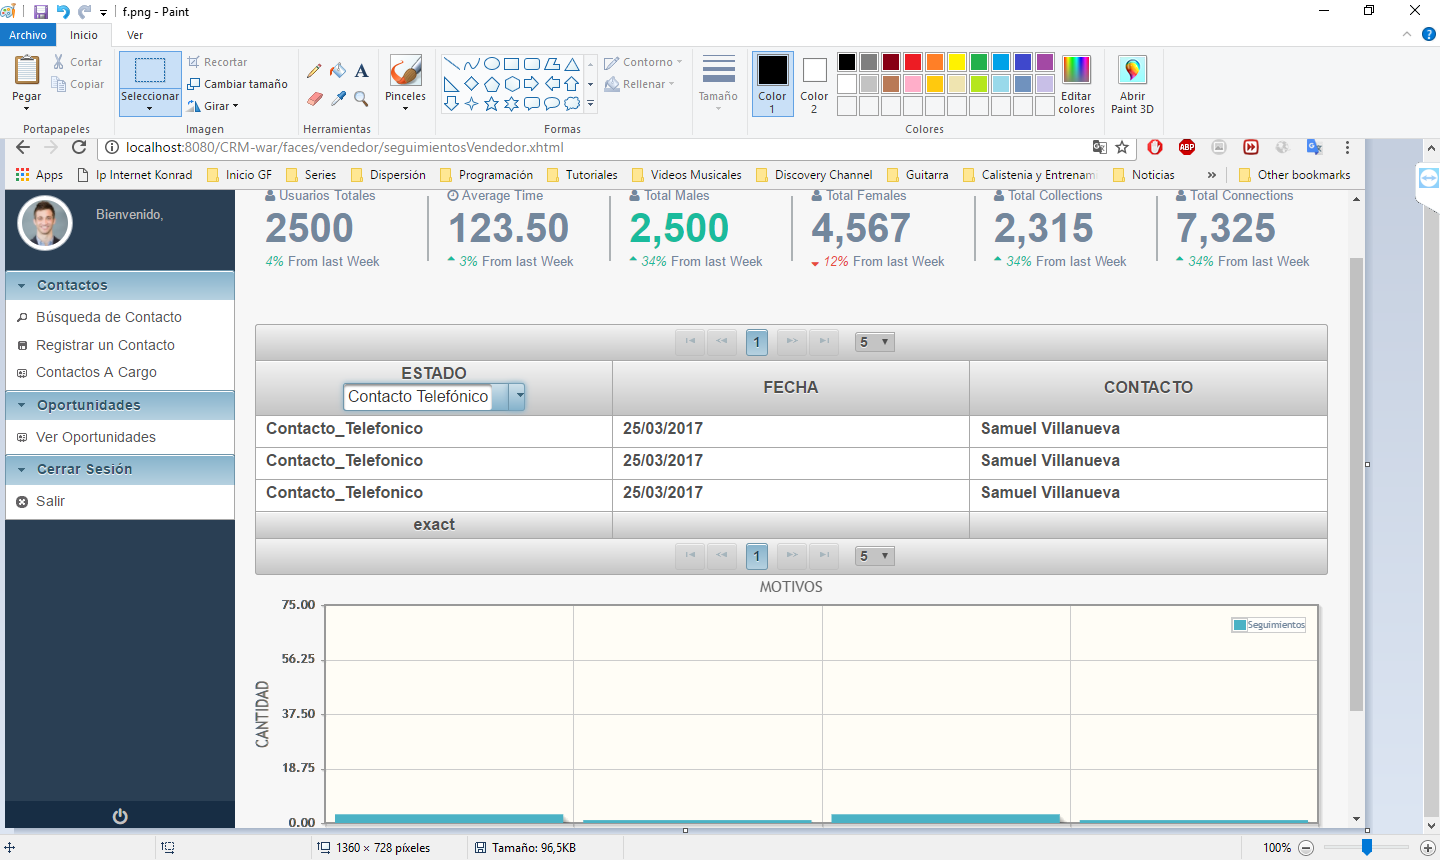 f.png - Paint
Archivo
Inicio
Ver
Pegar
Cortar
Copiar
Portapapeles
Seleccionar
Recortar
Cambiar tamaño
Girar
Imagen
A
Herramientas
Pinceles
Contorno
Rellenar
Formas
Tamaño
Color 1
Color 2
Editar colores
Colores
Abrir Paint 3D
localhost:8080/CRM-war/faces/vendedor/seguimientosVendedor.xhtml
ABP
Apps
Ip Internet Konrad
Inicio GF
Series
Dispersión
Programación
Tutoriales
Videos Musicales
Discovery Channel
Guitarra
Calistenia y Entrenam
Noticias
»
Other bookmarks
Bienvenido,
Usuarios Totales
2500
4% From last Week
Average Time
123.50
3% From last Week
Total Males
2,500
34% From last Week
Total Females
4,567
12% From last Week
Total Collections
2,315
34% From last Week
Total Connections
7,325
34% From last Week
Contactos
Búsqueda de Contacto
Registrar un Contacto
Contactos A Cargo
Oportunidades
Ver Oportunidades
Cerrar Sesión
Salir
1
5
ESTADO
Contacto Telefónico
FECHA
CONTACTO
Contacto_Telefonico 25/03/2017 Samuel Villanueva
Contacto_Telefonico 25/03/2017 Samuel Villanueva
Contacto_Telefonico 25/03/2017 Samuel Villanueva
exact
1
5
MOTIVOS
75.00
56.25
37.50
18.75
0.00
CANTIDAD
Seguimientos
1360 × 728 píxeles
Tamaño: 96,5KB
100%